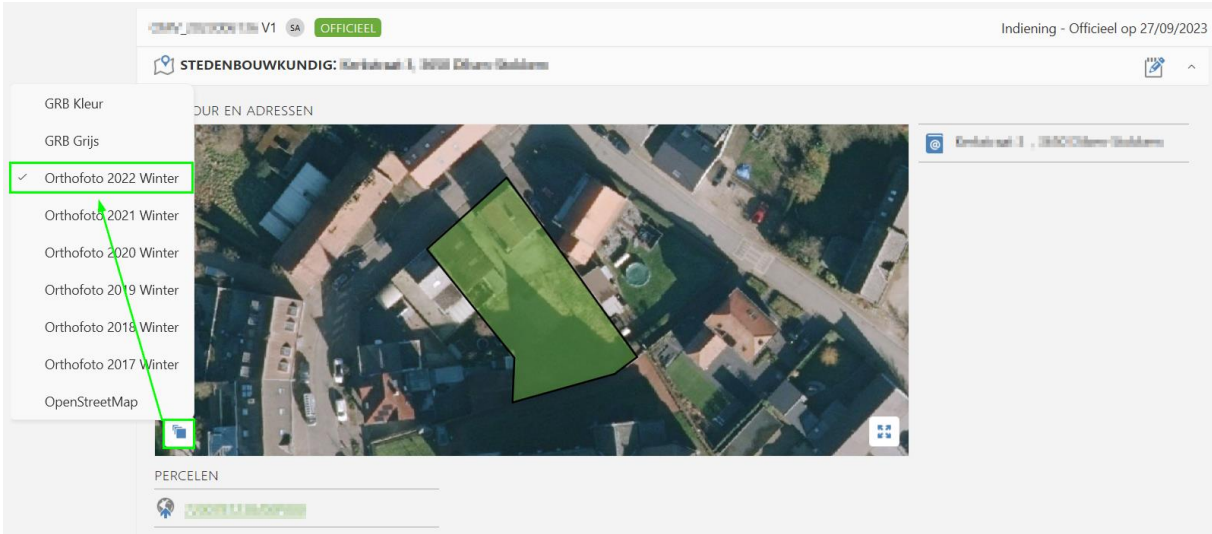 V1 SA OFFICIEEL Indiening - Officieel op 27/09/2023
STEDENBOUWKUNDIG:
OUR EN ADRESSEN
GRB Kleur
GRB Grijs
Orthofoto 2022 Winter
Orthofoto 2021 Winter
Orthofoto 2020 Winter
Orthofoto 2019 Winter
Orthofoto 2018 Winter
Orthofoto 2017 Winter
OpenStreetMap
PERCELEN